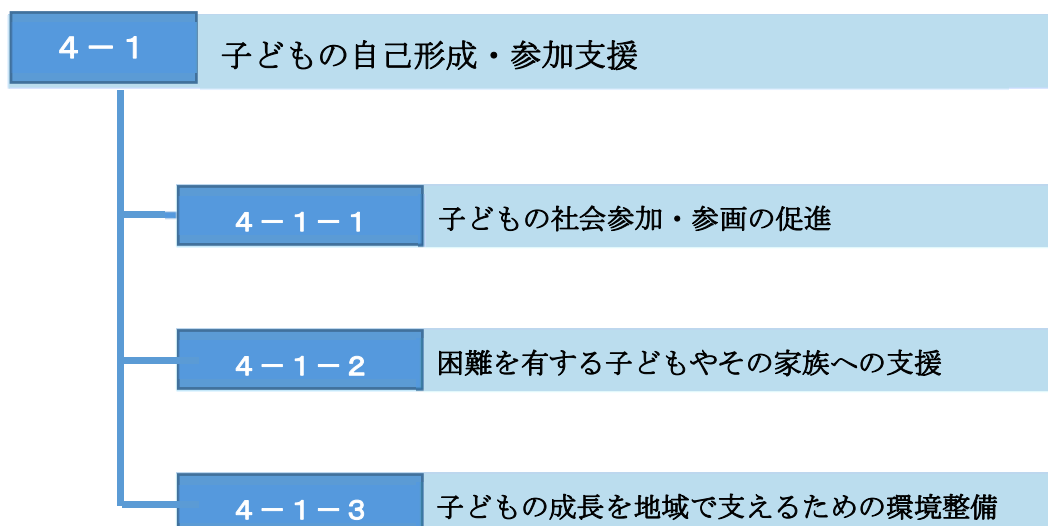 4－1 子どもの自己形成・参加支援
4－1－1 子どもの社会参加・参画の促進
4－1－2 困難を有する子どもやその家族への支援
4－1－3 子どもの成長を地域で支えるための環境整備